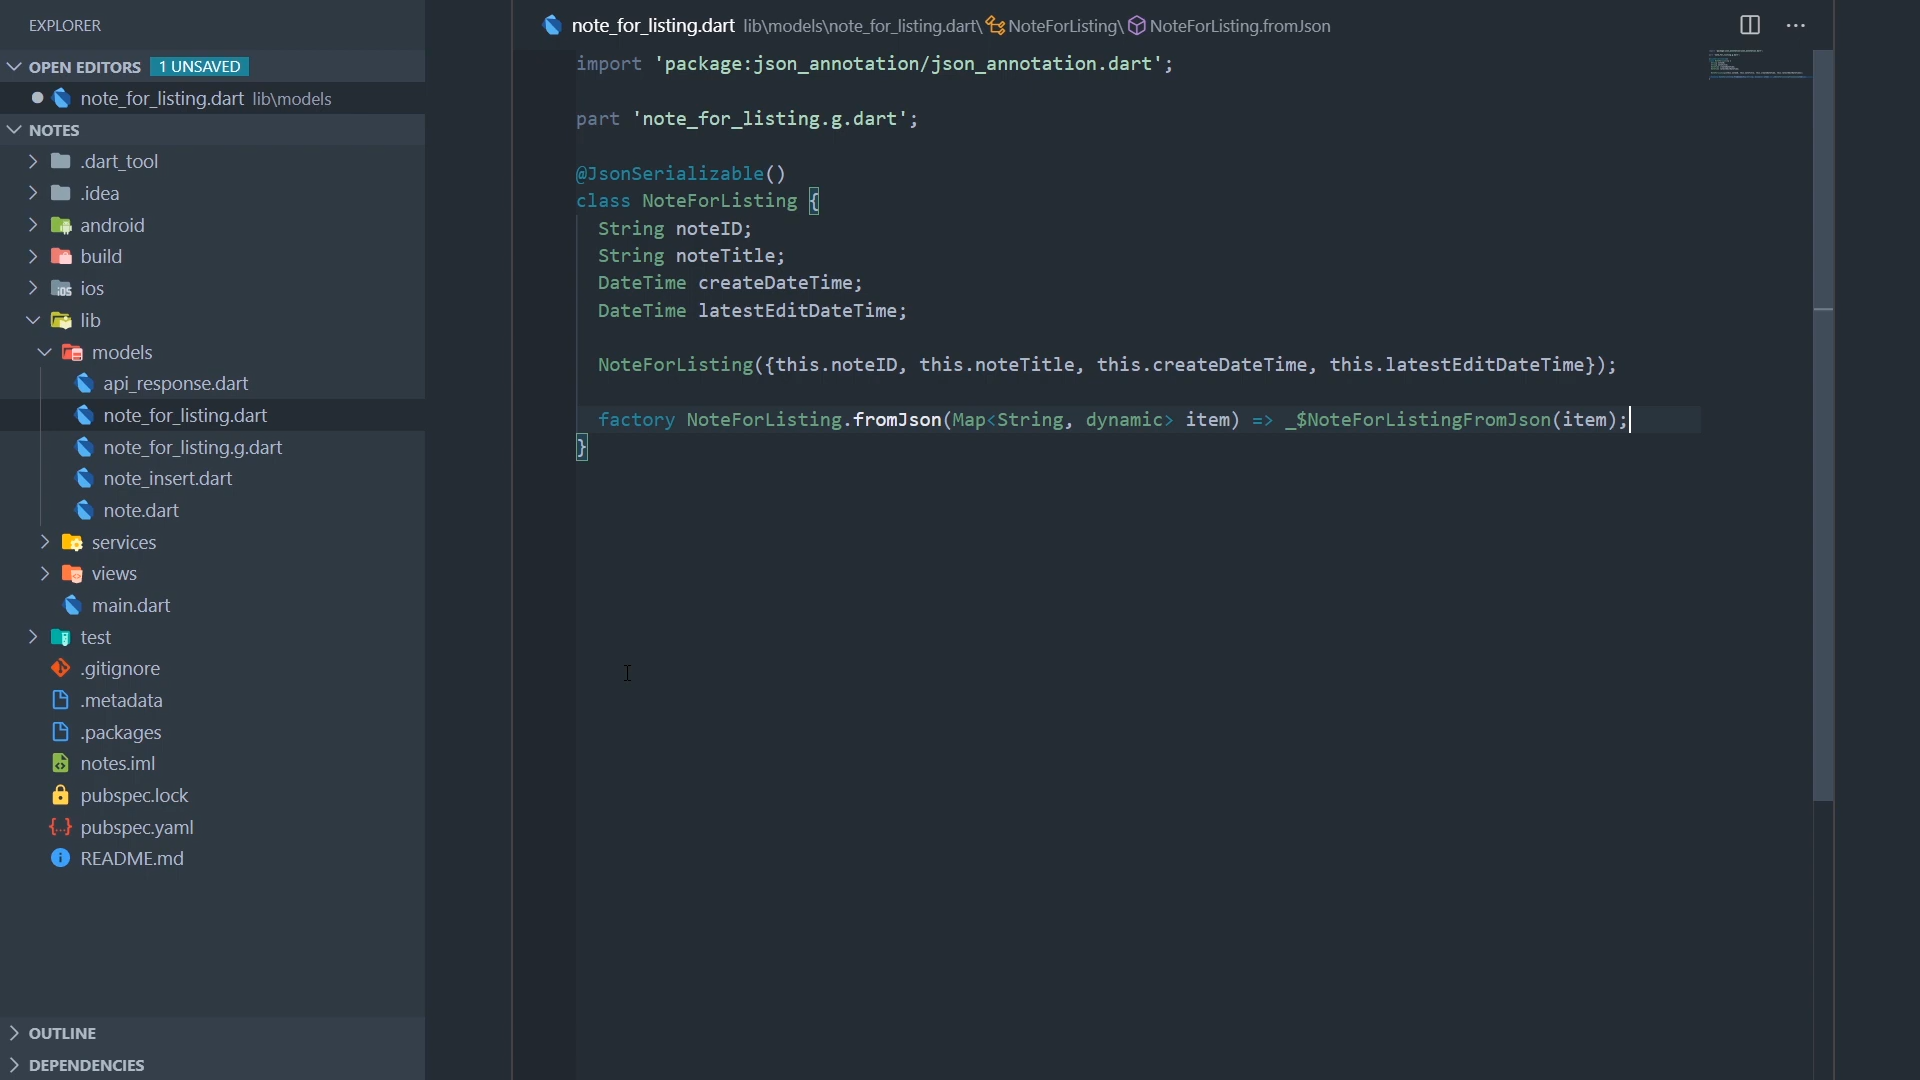 EXPLORER
OPEN EDITORS 1 UNSAVED
note_for_listing.dart lib\models
NOTES
.dart_tool
.idea
android
build
ios
lib
models
api_response.dart
note_for_listing.dart
note_for_listing.g.dart
note_insert.dart
note.dart
services
views
main.dart
test
.gitignore
.metadata
.packages
notes.iml
pubspec.lock
pubspec.yaml
README.md
OUTLINE
DEPENDENCIES
note_for_listing.dart lib\models\note_for_listing.dart\ NoteForListing\ NoteForListing.fromJson
import 'package:json_annotation/json_annotation.dart';
part 'note_for_listing.g.dart';
@JsonSerializable()
class NoteForListing {
String noteID;
String noteTitle;
DateTime createDateTime;
DateTime latestEditDateTime;
NoteForListing({this.noteID, this.noteTitle, this.createDateTime, this.latestEditDateTime});
factory NoteForListing.fromJson(Map<String, dynamic> item) => _$NoteForListingFromJson(item);
}